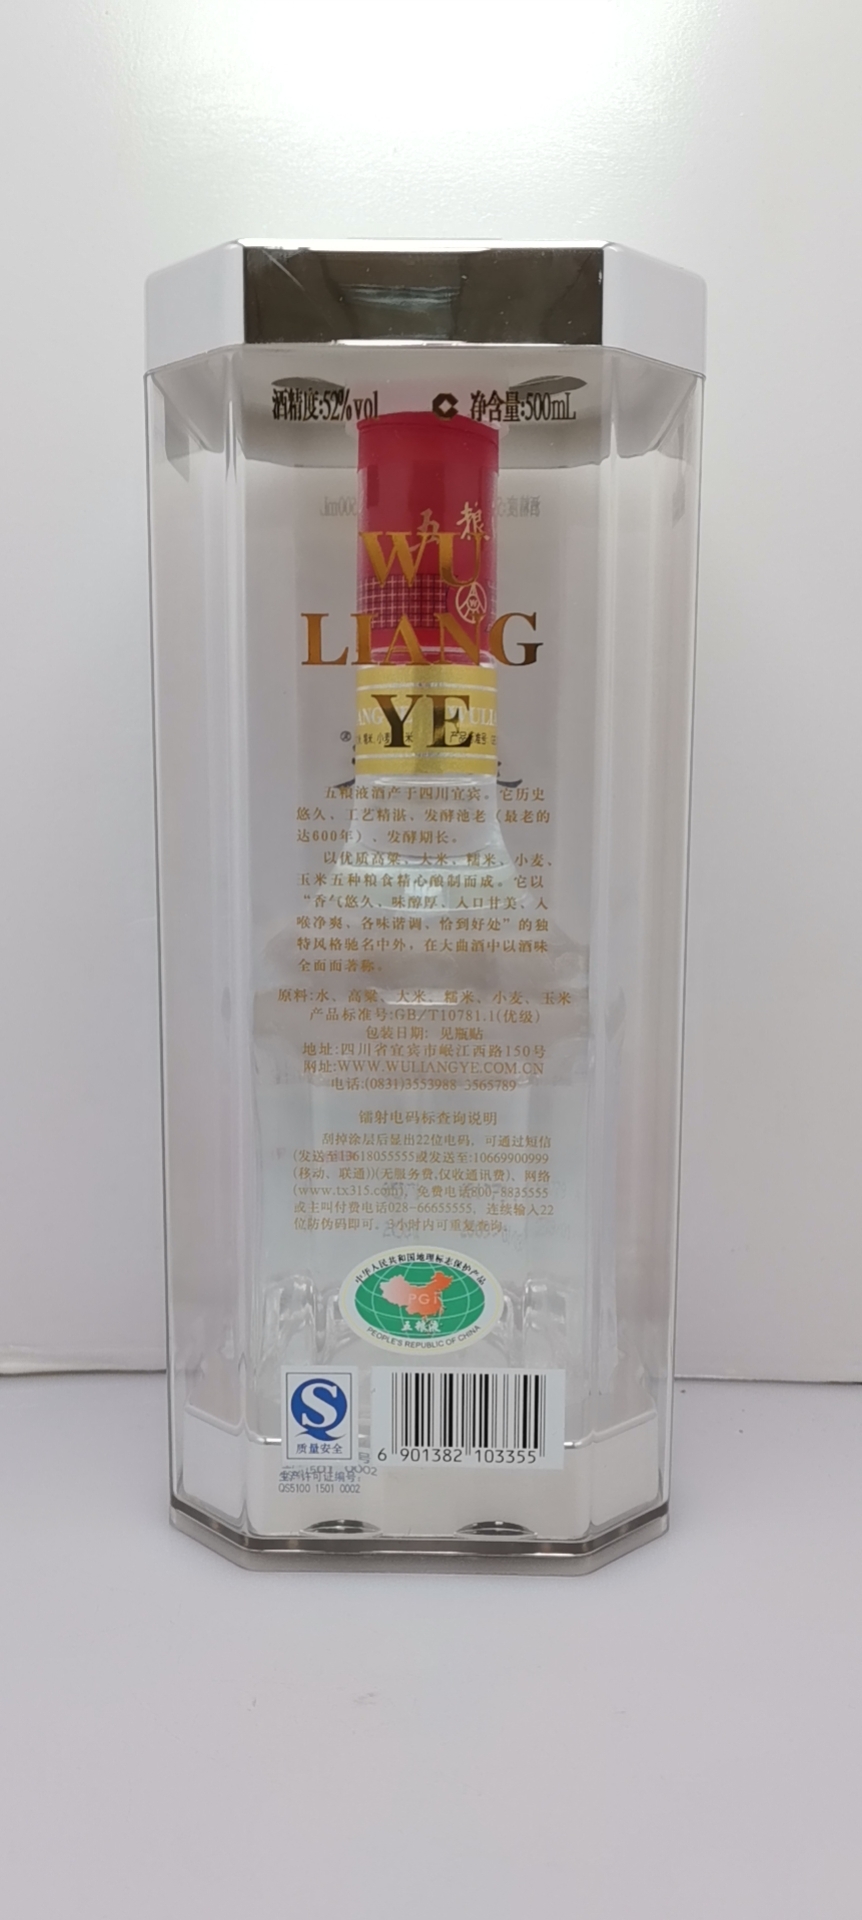 酒精度:52%vol 净含量:500mL
五粮
WU
LIANG
YE
五粮液酒产于四川宜宾。它历史
悠久、工艺精湛、发酵池老（最老的
达600年）、发酵期长。
以优质高粱、大米、糯米、小麦、
玉米五种粮食精心酿制而成。它以
“香气悠久、味醇厚、入口甘美、入
喉净爽、各味谐调、恰到好处”的独
特风格驰名中外，在大曲酒中以酒味
全面而著称。
原料:水、高粱、大米、糯米、小麦、玉米
产品标准号:GB/T10781.1(优级)
包装日期: 见瓶贴
地址:四川省宜宾市岷江西路150号
网址:WWW.WULIANGYE.COM.CN
电话:(0831)3553988 3565789
镭射电码标查询说明
刮掉涂层后显出22位电码，可通过短信
(发送至13618055555或发送至:10669900999
(移动、联通))(无服务费,仅收通讯费)、网络
(www.tx315.com)、免费电话800-8835555
或主叫付费电话028-66655555，连续输入22
位防伪码即可。3小时内可重复查询。
中华人民共和国地理标志保护产品
PGI
五粮液
PEOPLE'S REPUBLIC OF CHINA
质量安全
6 901382 103355
生产许可证编号:
QS5100 1501 0002